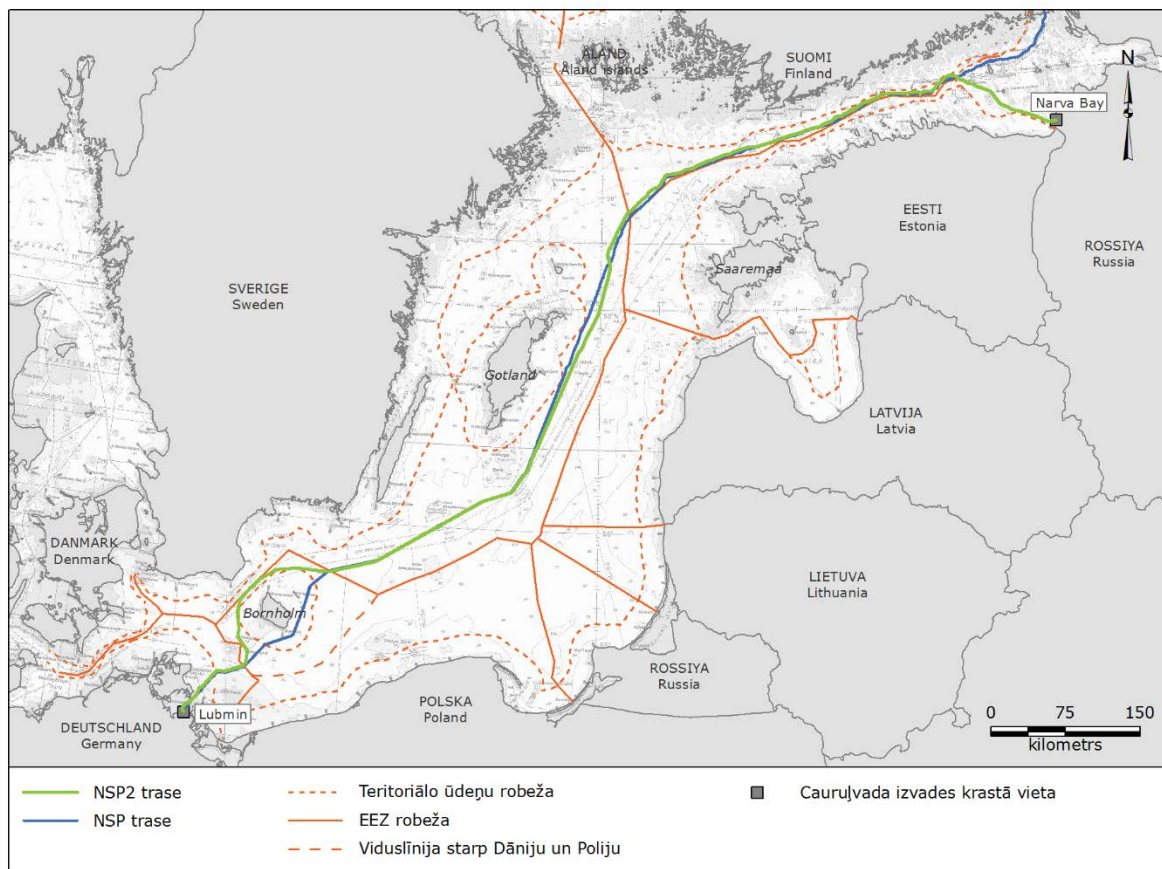 ÅLAND
Åland islands
SUOMI
Finland
N
Narva Bay
EESTI
Estonia
ROSSIYA
Russia
SVERIGE
Sweden
Saaremaa
Gotland
LATVIJA
Latvia
DANMARK
Denmark
LIETUVA
Lithuania
Bornholm
ROSSIYA
Russia
POLSKA
Poland
Lubmin
DEUTSCHLAND
Germany
0 75 150
kilometrs
NSP2 trase
NSP trase
Teritoriālo ūdeņu robeža
EEZ robeža
Viduslīnija starp Dāniju un Poliju
Cauruļvada izvades krastā vieta